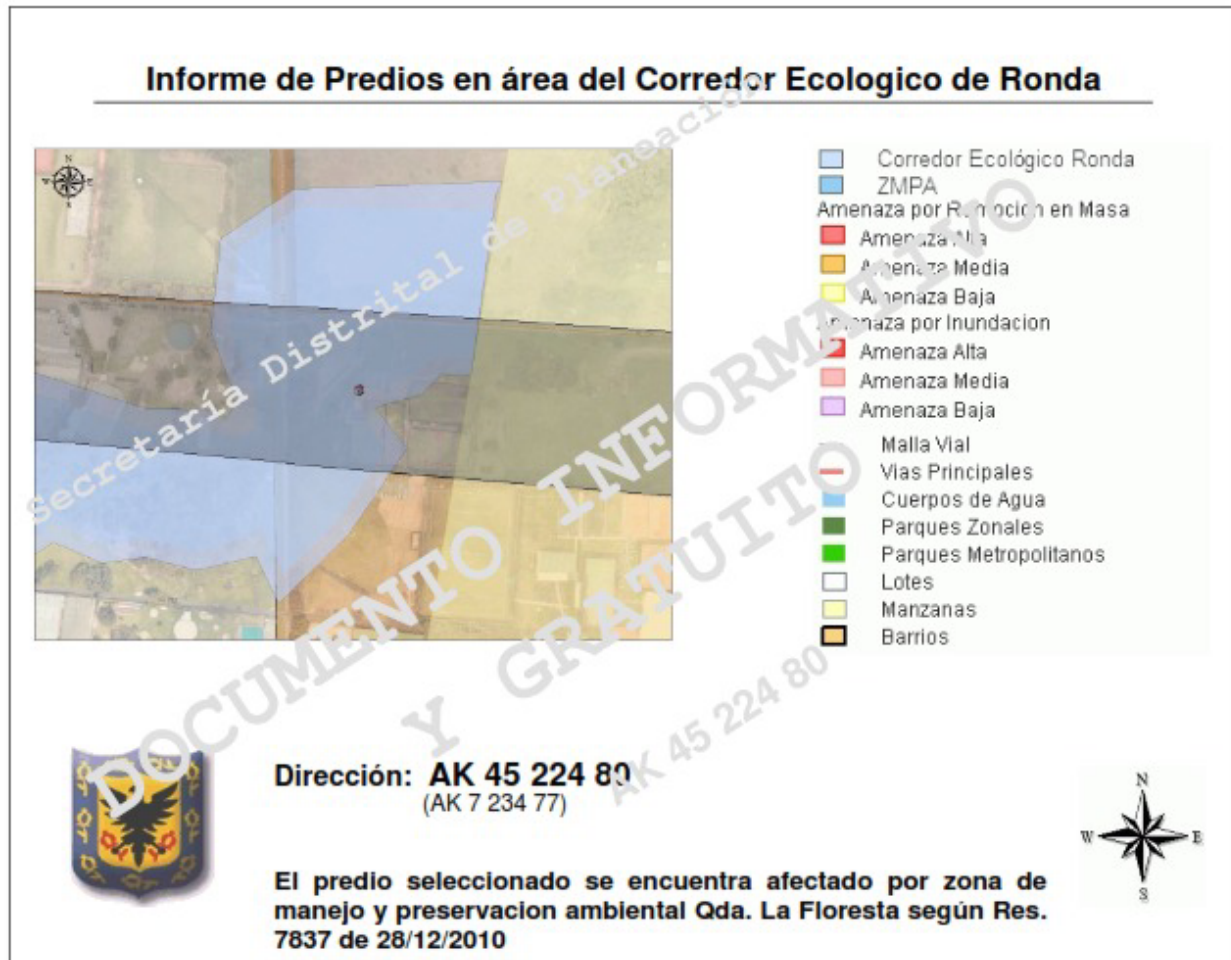 Informe de Predios en área del Corredor Ecologico de Ronda
N
W E
S
Corredor Ecológico Ronda
ZMPA
Amenaza por Remocion en Masa
Amenaza Alta
Amenaza Media
Amenaza Baja
Amenaza por Inundacion
Amenaza Alta
Amenaza Media
Amenaza Baja
Malla Vial
Vias Principales
Cuerpos de Agua
Parques Zonales
Parques Metropolitanos
Lotes
Manzanas
Barrios
Secretaría Distrital de Planeación
DOCUMENTO INFORMATIVO
Y GRATUITO
AK 45 224 80
Dirección: AK 45 224 80
(AK 7 234 77)
N
W E
S
El predio seleccionado se encuentra afectado por zona de
manejo y preservacion ambiental Qda. La Floresta según Res.
7837 de 28/12/2010